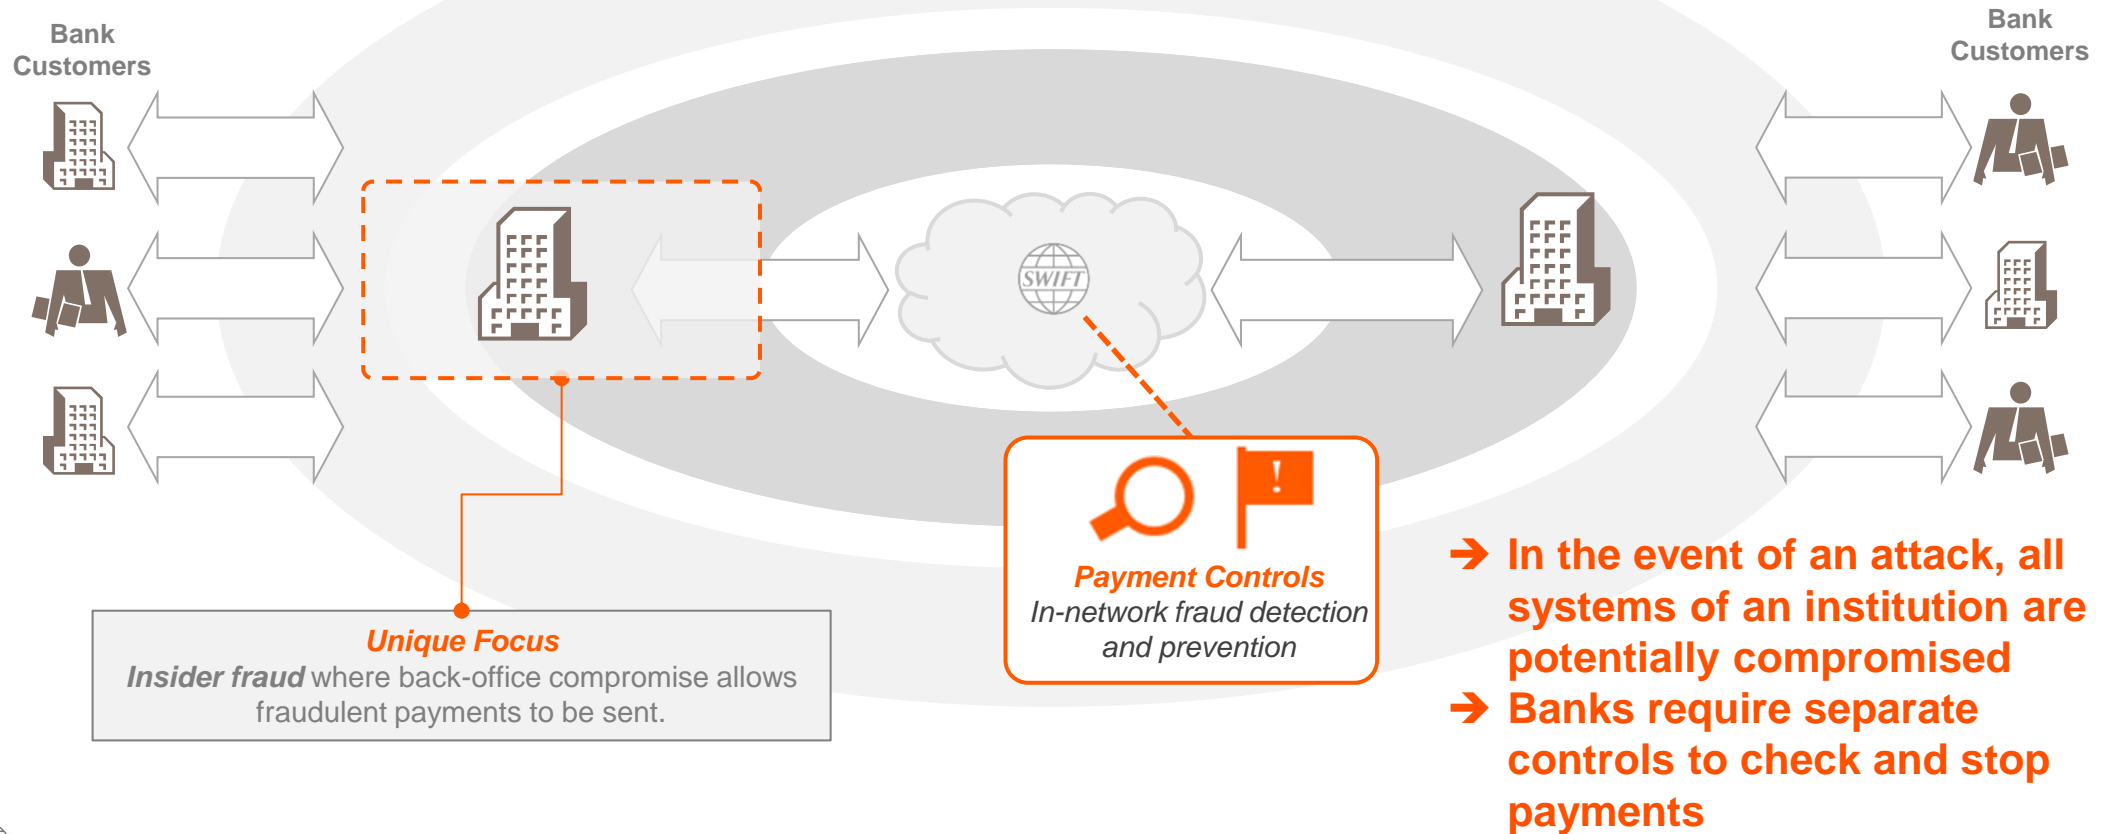 Bank
Customers
Bank
Customers
SWIFT
Unique Focus
Insider fraud where back-office compromise allows
fraudulent payments to be sent.
!
Payment Controls
In-network fraud detection
and prevention
➔ In the event of an attack, all
systems of an institution are
potentially compromised
➔ Banks require separate
controls to check and stop
payments